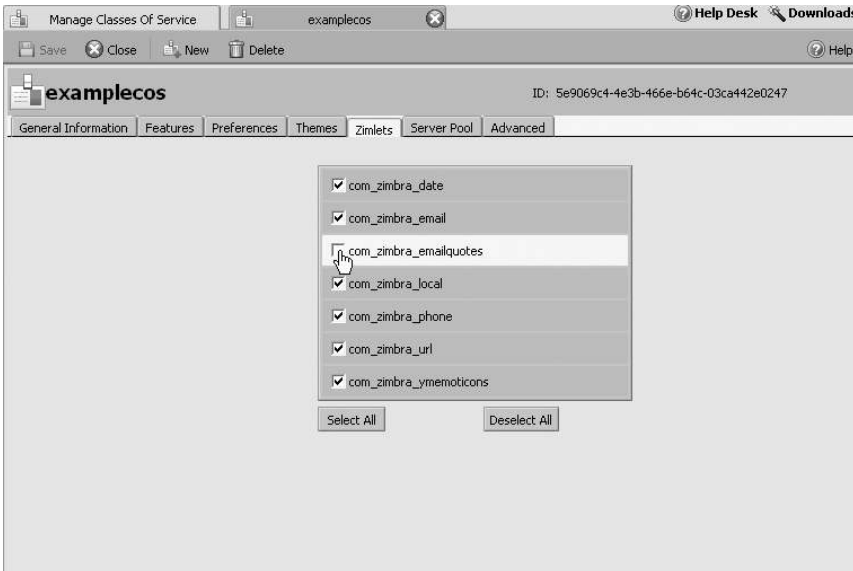 Manage Classes Of Service examplecos Help Desk Downloads
Save Close New Delete Help
examplecos ID: 5e9069c4-4e3b-466e-b64c-03ca442e0247
General Information Features Preferences Themes Zimlets Server Pool Advanced
com_zimbra_date
com_zimbra_email
com_zimbra_emailquotes
com_zimbra_local
com_zimbra_phone
com_zimbra_url
com_zimbra_ymemoticons
Select All Deselect All